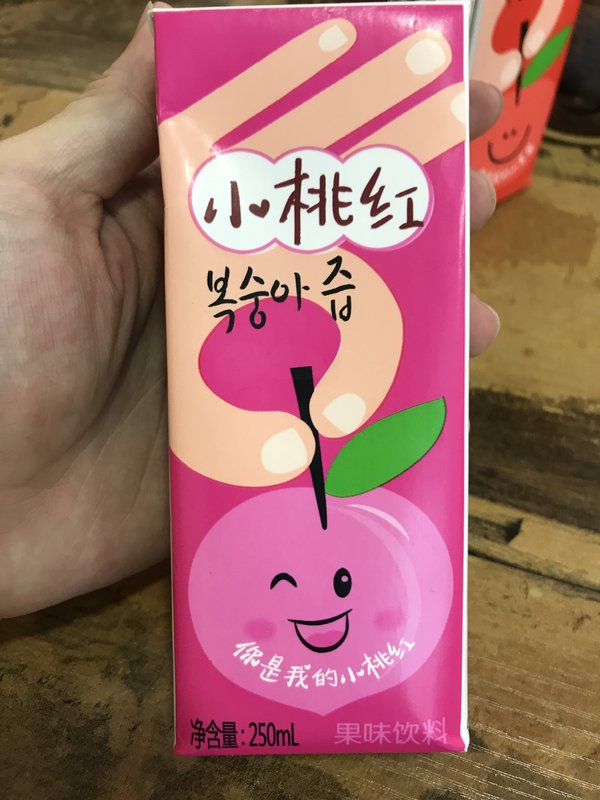 小桃红
복숭아 즙
你是我的小桃红
净含量:250mL
果味饮料